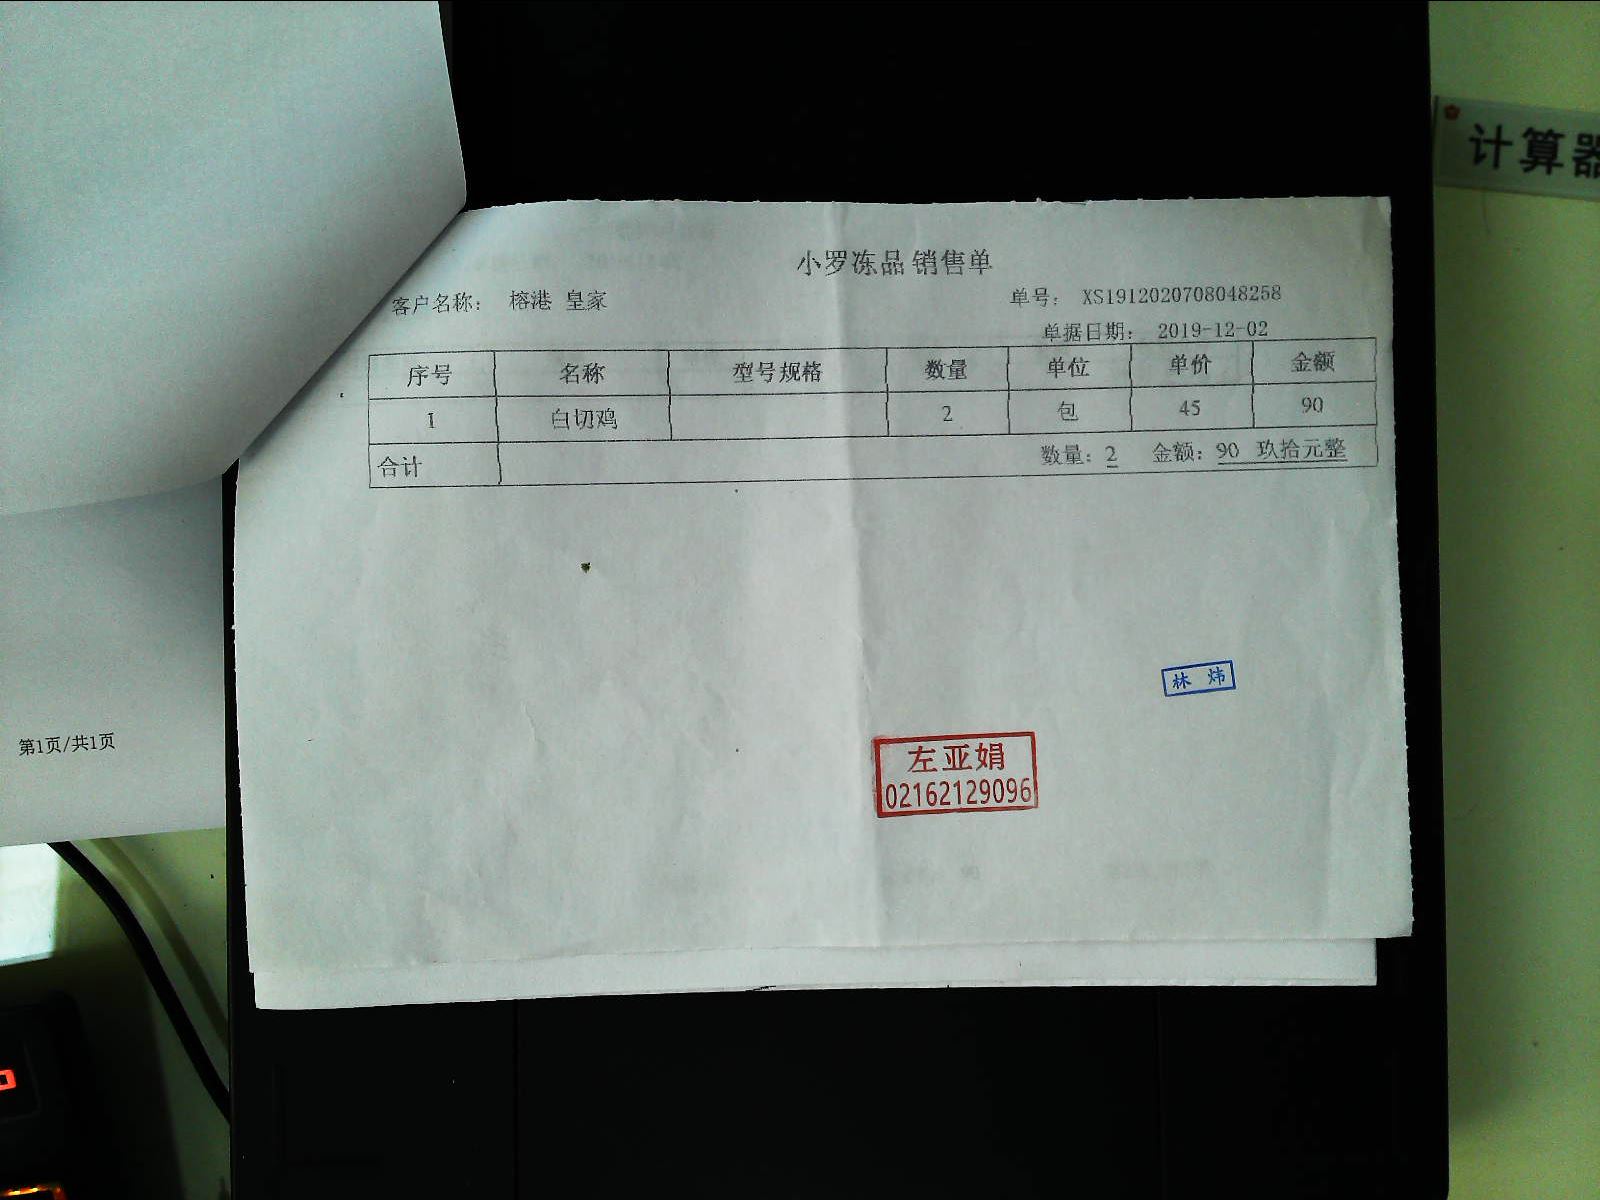 计算器
小罗冻品 销售单
客户名称： 榕港 皇家 单号： XS1912020708048258
单据日期： 2019-12-02
序号 名称 型号规格 数量 单位 单价 金额
1 白切鸡 2 包 45 90
合计 数量：2 金额：90 玖拾元整
林 炜
左亚娟
02162129096
第1页/共1页